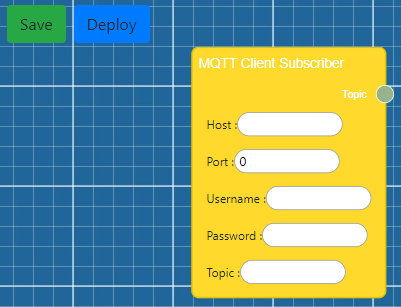 Save Deploy
MQTT Client Subscriber
Topic
Host :
Port : 0
Username :
Password :
Topic :